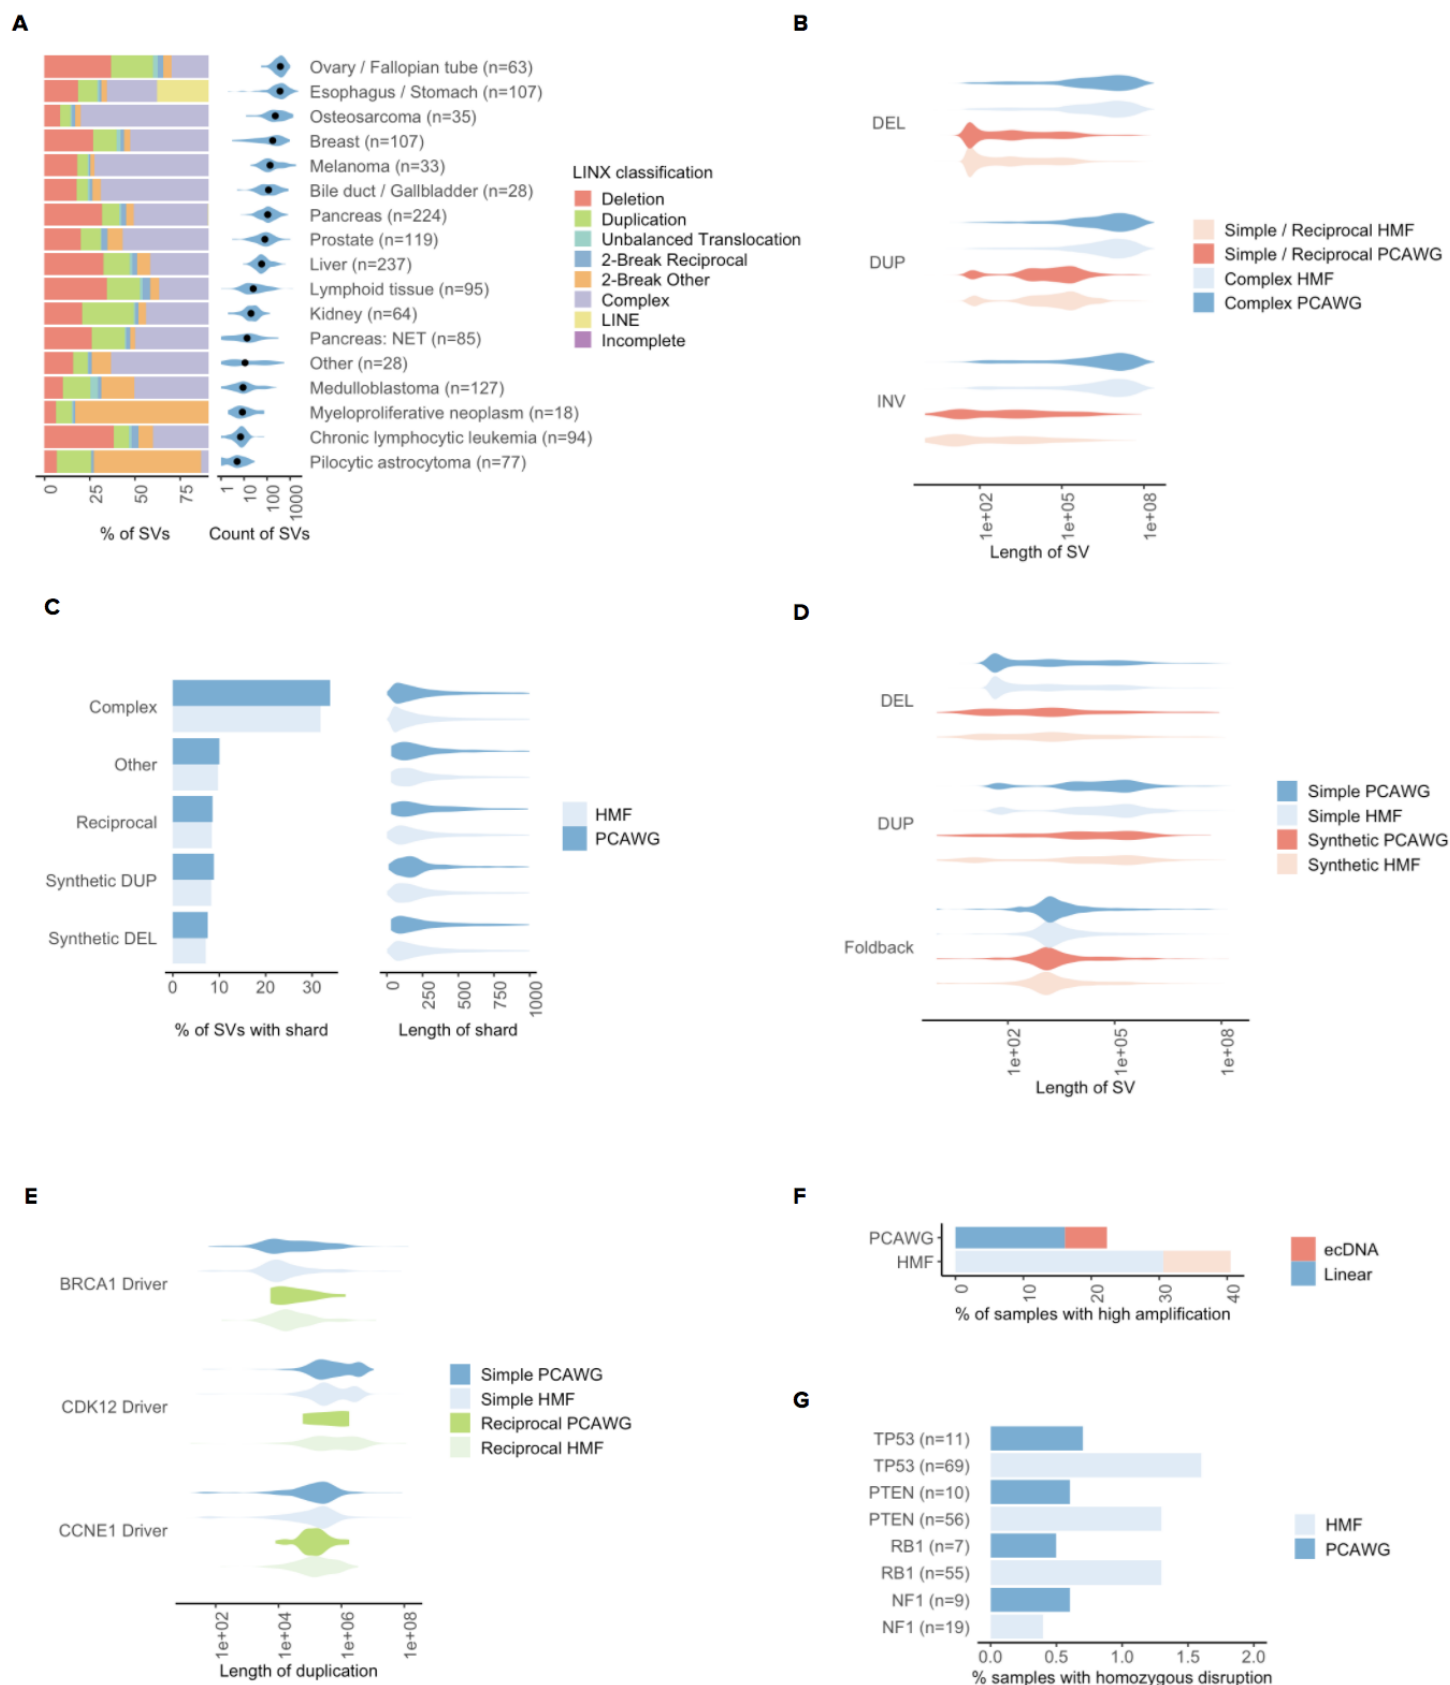 A
Ovary / Fallopian tube (n=63)
Esophagus / Stomach (n=107)
Osteosarcoma (n=35)
Breast (n=107)
Melanoma (n=33)
Bile duct / Gallbladder (n=28)
Pancreas (n=224)
Prostate (n=119)
Liver (n=237)
Lymphoid tissue (n=95)
Kidney (n=64)
Pancreas: NET (n=85)
Other (n=28)
Medulloblastoma (n=127)
Myeloproliferative neoplasm (n=18)
Chronic lymphocytic leukemia (n=94)
Pilocytic astrocytoma (n=77)
0 25 50 75
1 10 100 1000
% of SVs
Count of SVs
LINX classification
Deletion
Duplication
Unbalanced Translocation
2-Break Reciprocal
2-Break Other
Complex
LINE
Incomplete
B
DEL
DUP
INV
1e+02 1e+05 1e+08
Length of SV
Simple / Reciprocal HMF
Simple / Reciprocal PCAWG
Complex HMF
Complex PCAWG
C
Complex
Other
Reciprocal
Synthetic DUP
Synthetic DEL
0 10 20 30
0 250 500 750 1000
% of SVs with shard
Length of shard
HMF
PCAWG
D
DEL
DUP
Foldback
1e+02 1e+05 1e+08
Length of SV
Simple PCAWG
Simple HMF
Synthetic PCAWG
Synthetic HMF
E
BRCA1 Driver
CDK12 Driver
CCNE1 Driver
1e+02 1e+04 1e+06 1e+08
Length of duplication
Simple PCAWG
Simple HMF
Reciprocal PCAWG
Reciprocal HMF
F
PCAWG
HMF
0 10 20 30 40
% of samples with high amplification
ecDNA
Linear
G
TP53 (n=11)
TP53 (n=69)
PTEN (n=10)
PTEN (n=56)
RB1 (n=7)
RB1 (n=55)
NF1 (n=9)
NF1 (n=19)
0.0 0.5 1.0 1.5 2.0
% samples with homozygous disruption
HMF
PCAWG